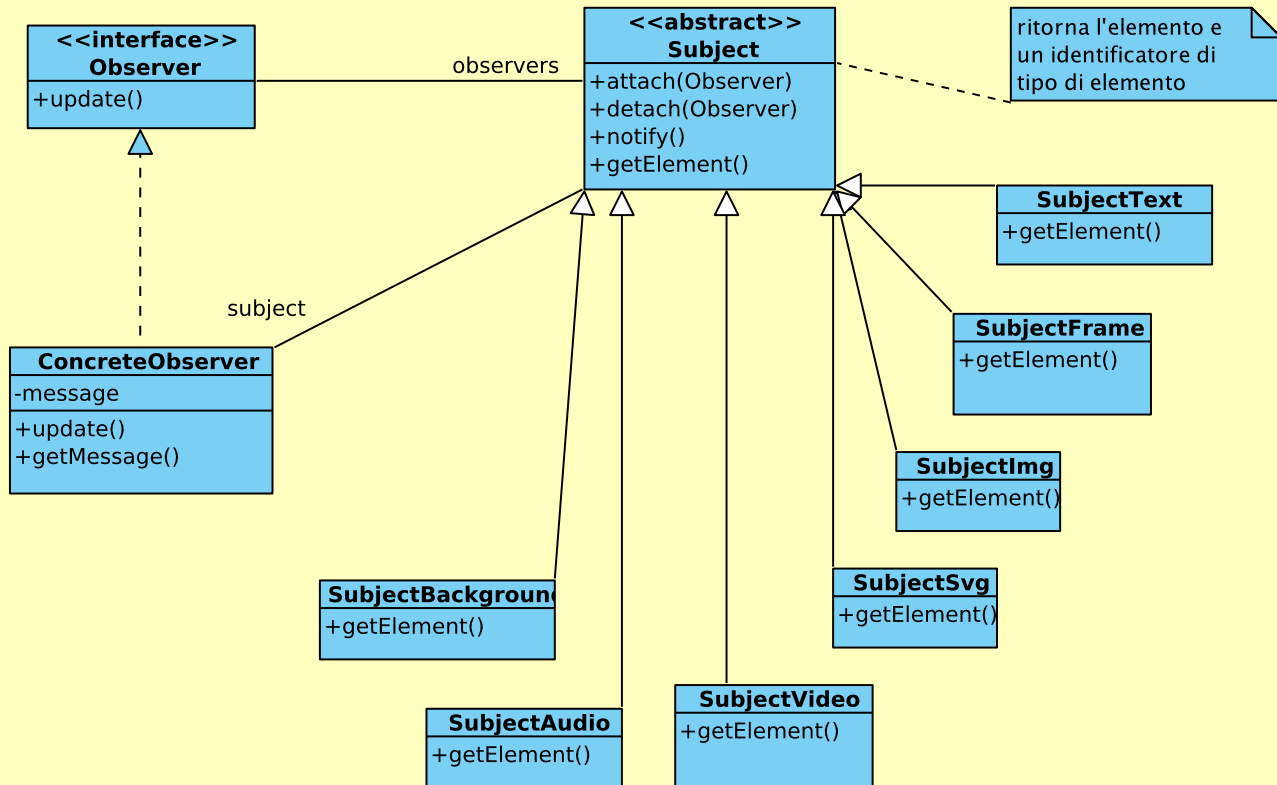 <<interface>>
Observer
+update()
observers
<<abstract>>
Subject
+attach(Observer)
+detach(Observer)
+notify()
+getElement()
ritorna l'elemento e
un identificatore di
tipo di elemento
SubjectText
+getElement()
subject
SubjectFrame
+getElement()
ConcreteObserver
-message
+update()
+getMessage()
SubjectImg
+getElement()
SubjectBackground
+getElement()
SubjectSvg
+getElement()
SubjectAudio
+getElement()
SubjectVideo
+getElement()